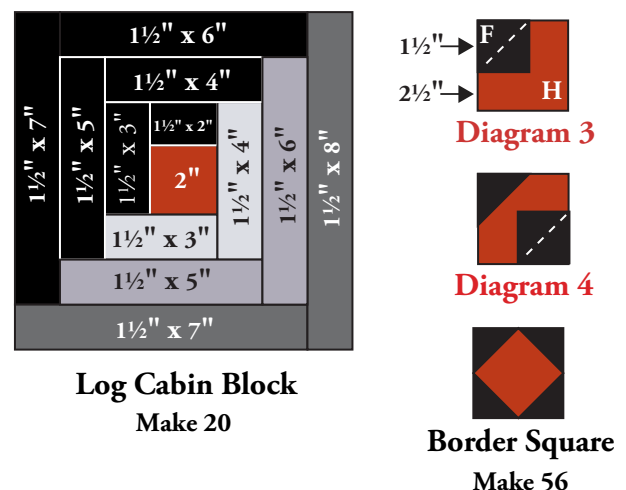 1½" x 6"
1½" x 4"
1½" x 7"
1½" x 5"
1½" x 3"
1½" x 2"
2"
1½" x 4"
1½" x 6"
1½" x 8"
1½" x 3"
1½" x 5"
1½" x 7"
Log Cabin Block
Make 20
1½"
F
2½"
H
Diagram 3
Diagram 4
Border Square
Make 56